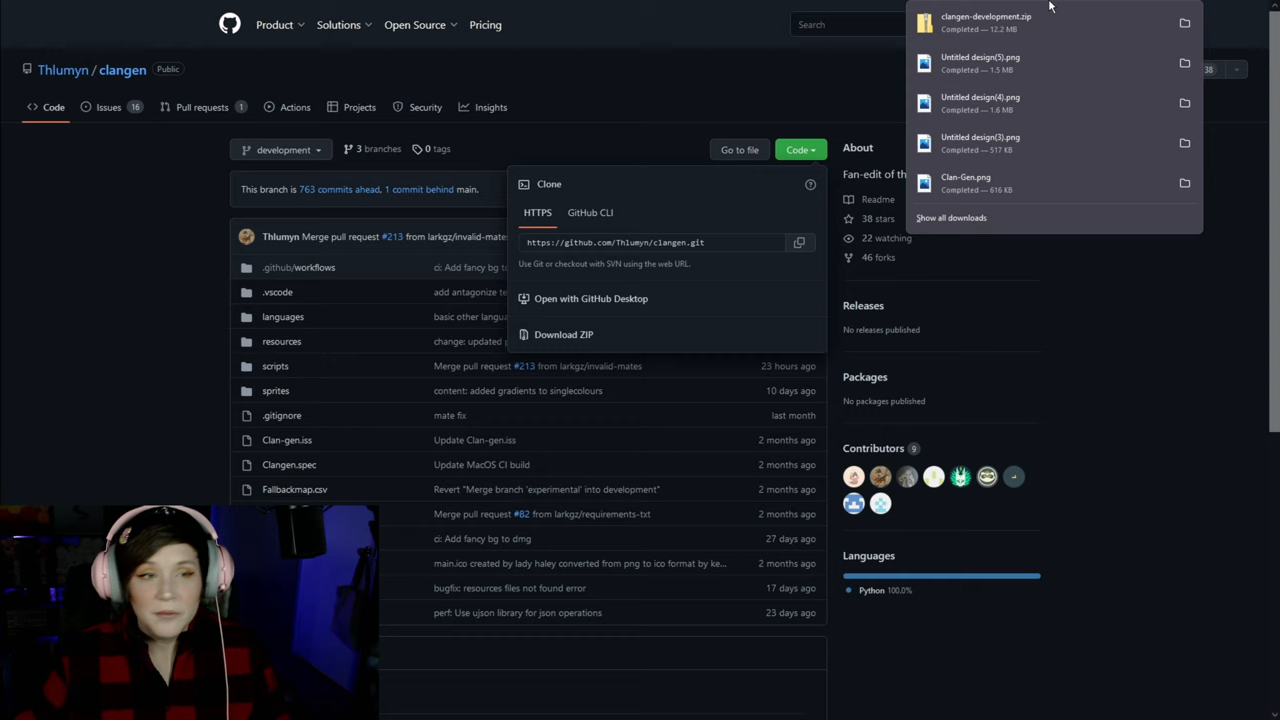 Product
Solutions
Open Source
Pricing
Search
clangen-development.zip
Completed — 12.2 MB
Untitled design(5).png
Completed — 1.5 MB
Untitled design(4).png
Completed — 1.6 MB
Untitled design(3).png
Completed — 517 KB
Clan-Gen.png
Completed — 616 KB
Show all downloads
Thlumyn / clangen
Public
38
Code
Issues 16
Pull requests 1
Actions
Projects
Security
Insights
development
3 branches
0 tags
Go to file
Code
This branch is 763 commits ahead, 1 commit behind main.
Thlumyn Merge pull request #213 from larkgz/invalid-mates
.github/workflows ci: Add fancy bg to
.vscode add antagonize te
languages basic other langu
resources change: updated p
scripts Merge pull request #213 from larkgz/invalid-mates 23 hours ago
sprites content: added gradients to singlecolours 10 days ago
.gitignore mate fix last month
Clan-gen.iss Update Clan-gen.iss 2 months ago
Clangen.spec Update MacOS CI build 2 months ago
Fallbackmap.csv Revert "Merge branch 'experimental' into development" 2 months ago
Merge pull request #82 from larkgz/requirements-txt 2 months ago
ci: Add fancy bg to dmg 27 days ago
main.ico created by lady haley converted from png to ico format by ke... 2 months ago
bugfix: resources files not found error 17 days ago
perf: Use ujson library for json operations 23 days ago
Clone
HTTPS
GitHub CLI
https://github.com/Thlumyn/clangen.git
Use Git or checkout with SVN using the web URL.
Open with GitHub Desktop
Download ZIP
About
Fan-edit of th
Readme
38 stars
22 watching
46 forks
Releases
No releases published
Packages
No packages published
Contributors 9
Languages
Python 100.0%